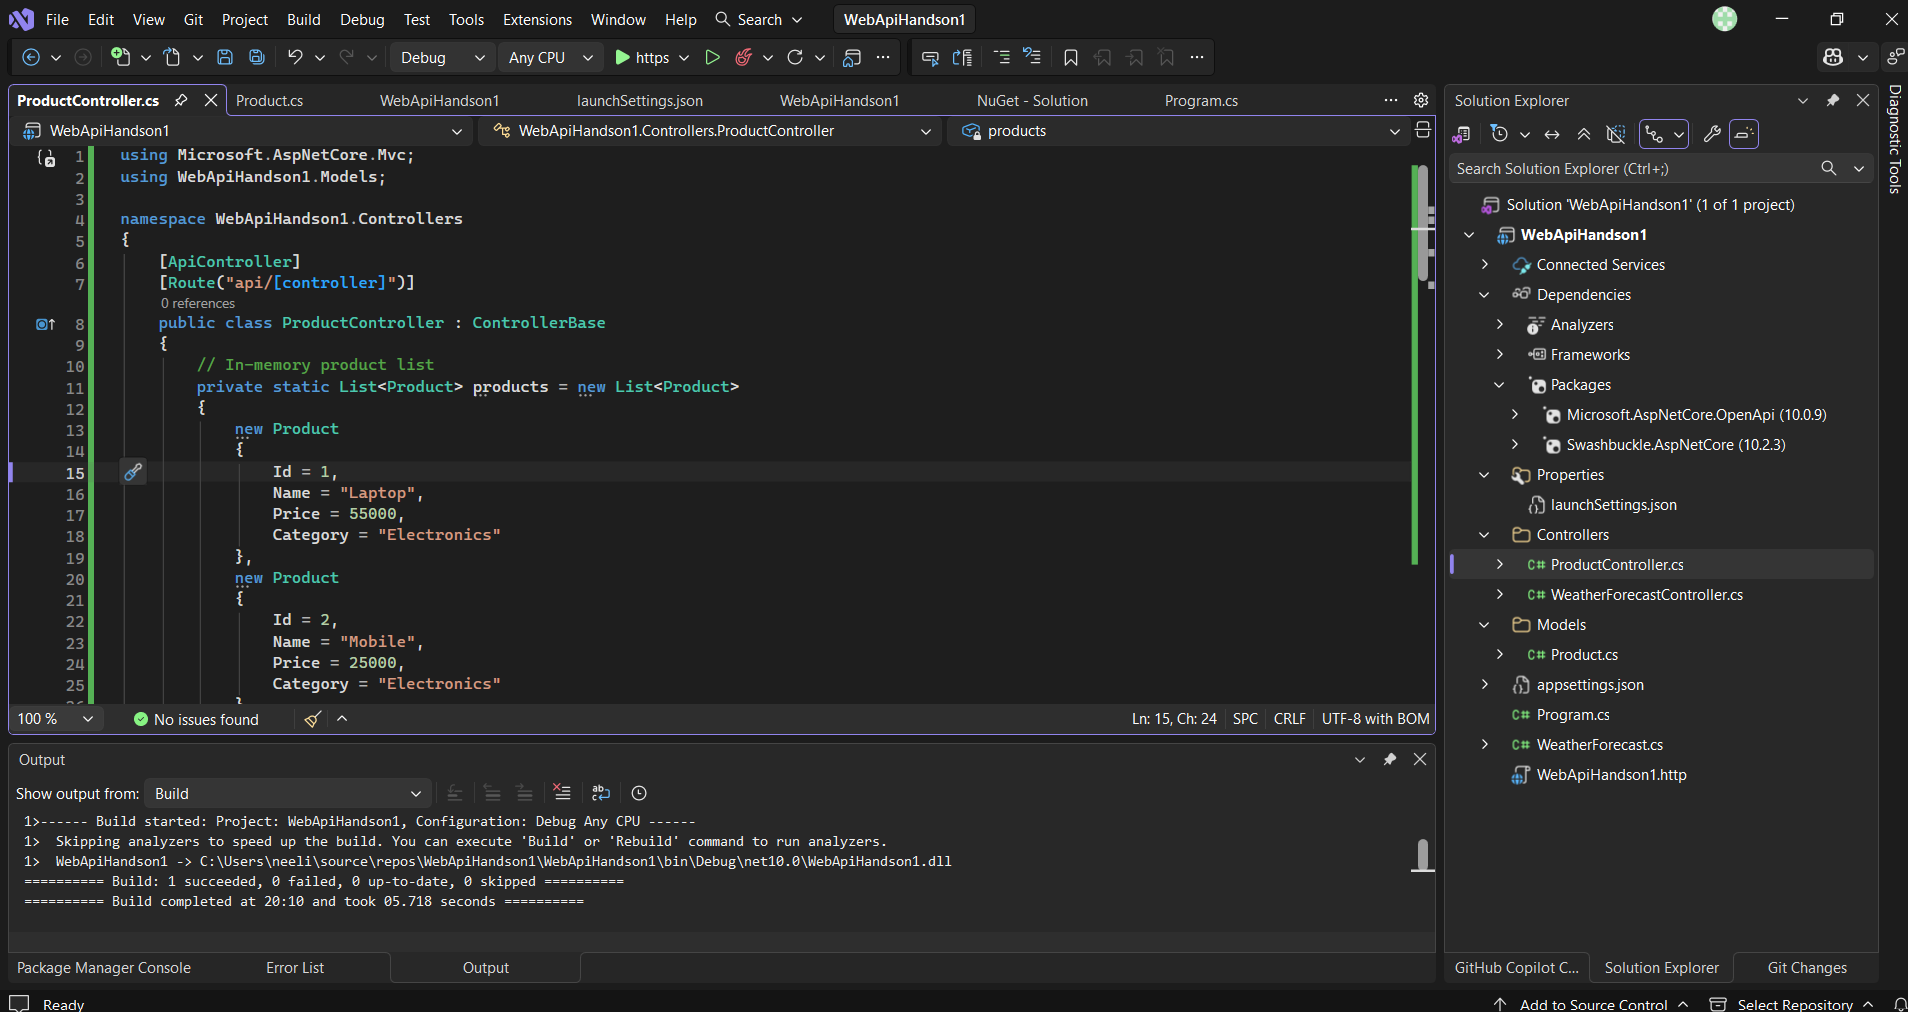 File Edit View Git Project Build Debug Test Tools Extensions Window Help Search WebApiHandson1
Debug Any CPU https
ProductController.cs Product.cs WebApiHandson1 launchSettings.json WebApiHandson1 NuGet - Solution Program.cs
WebApiHandson1 WebApiHandson1.Controllers.ProductController products
1 using Microsoft.AspNetCore.Mvc;
2 using WebApiHandson1.Models;
3
4 namespace WebApiHandson1.Controllers
5 {
6 [ApiController]
7 [Route("api/[controller]")]
0 references
8 public class ProductController : ControllerBase
9 {
10 // In-memory product list
11 private static List<Product> products = new List<Product>
12 {
13 new Product
14 {
15 Id = 1,
16 Name = "Laptop",
17 Price = 55000,
18 Category = "Electronics"
19 },
20 new Product
21 {
22 Id = 2,
23 Name = "Mobile",
24 Price = 25000,
25 Category = "Electronics"
100 % No issues found Ln: 15, Ch: 24 SPC CRLF UTF-8 with BOM
Output
Show output from: Build
1>------ Build started: Project: WebApiHandson1, Configuration: Debug Any CPU ------
1>  Skipping analyzers to speed up the build. You can execute 'Build' or 'Rebuild' command to run analyzers.
1>  WebApiHandson1 -> C:\Users\neeli\source\repos\WebApiHandson1\WebApiHandson1\bin\Debug\net10.0\WebApiHandson1.dll
========== Build: 1 succeeded, 0 failed, 0 up-to-date, 0 skipped ==========
========== Build completed at 20:10 and took 05.718 seconds ==========
Package Manager Console Error List Output
Solution Explorer
Search Solution Explorer (Ctrl+;)
Solution 'WebApiHandson1' (1 of 1 project)
WebApiHandson1
Connected Services
Dependencies
Analyzers
Frameworks
Packages
Microsoft.AspNetCore.OpenApi (10.0.9)
Swashbuckle.AspNetCore (10.2.3)
Properties
launchSettings.json
Controllers
C# ProductController.cs
C# WeatherForecastController.cs
Models
C# Product.cs
appsettings.json
C# Program.cs
C# WeatherForecast.cs
WebApiHandson1.http
GitHub Copilot C... Solution Explorer Git Changes
Diagnostic Tools
Ready Add to Source Control Select Repository